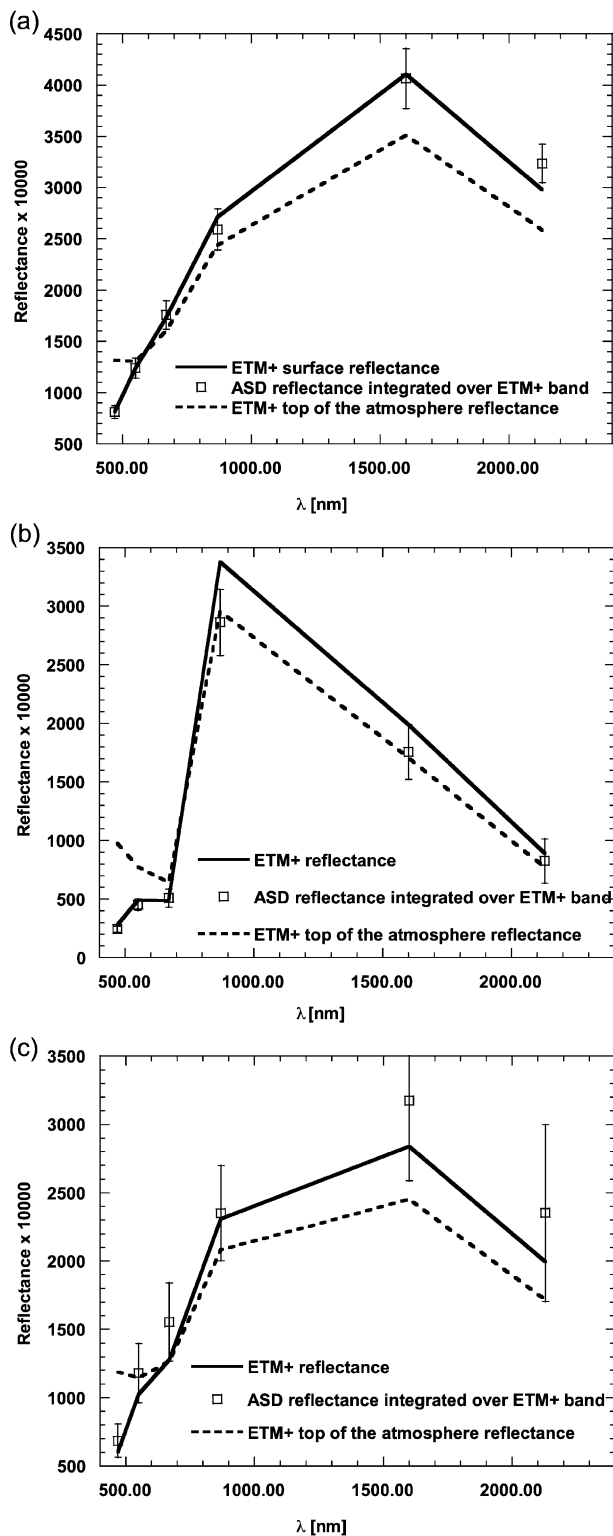 (a)
4500
4000
3500
3000
2500
2000
1500
1000
500
Reflectance x 10000
ETM+ surface reflectance
ASD reflectance integrated over ETM+ band
ETM+ top of the atmosphere reflectance
500.00 1000.00 1500.00 2000.00
λ [nm]
(b)
3500
3000
2500
2000
1500
1000
500
0
Reflectance x 10000
ETM+ reflectance
ASD reflectance integrated over ETM+ band
ETM+ top of the atmosphere reflectance
500.00 1000.00 1500.00 2000.00
λ [nm]
(c)
3500
3000
2500
2000
1500
1000
500
Reflectance x 10000
ETM+ reflectance
ASD reflectance integrated over ETM+ band
ETM+ top of the atmosphere reflectance
500.00 1000.00 1500.00 2000.00
λ [nm]